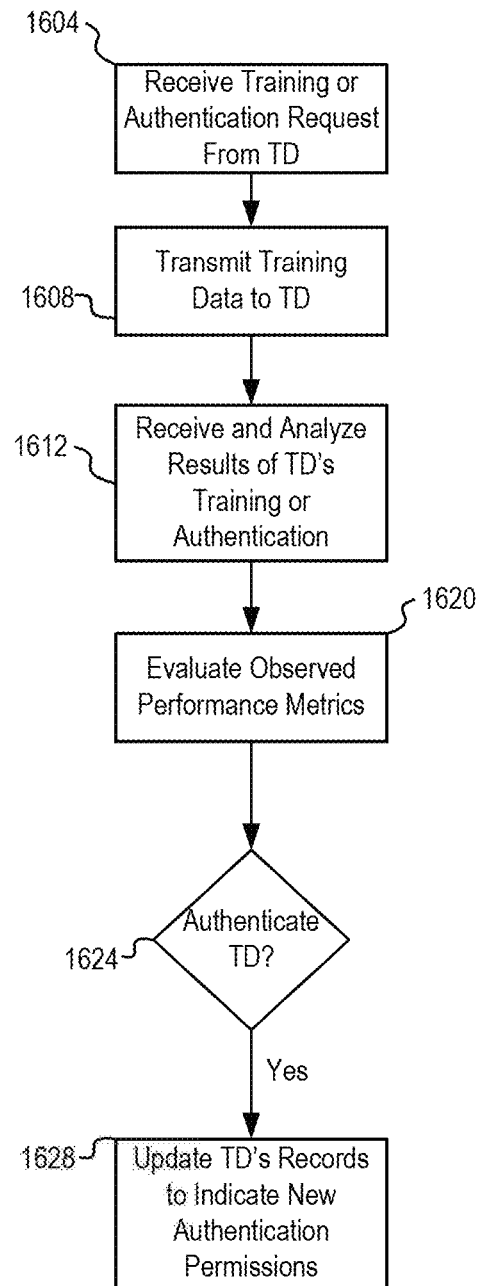 1604
Receive Training or
Authentication Request
From TD
Transmit Training
Data to TD
1608
Receive and Analyze
Results of TD's
Training or
Authentication
1612
1620
Evaluate Observed
Performance Metrics
Authenticate
TD?
1624
Yes
1628
Update TD's Records
to Indicate New
Authentication
Permissions